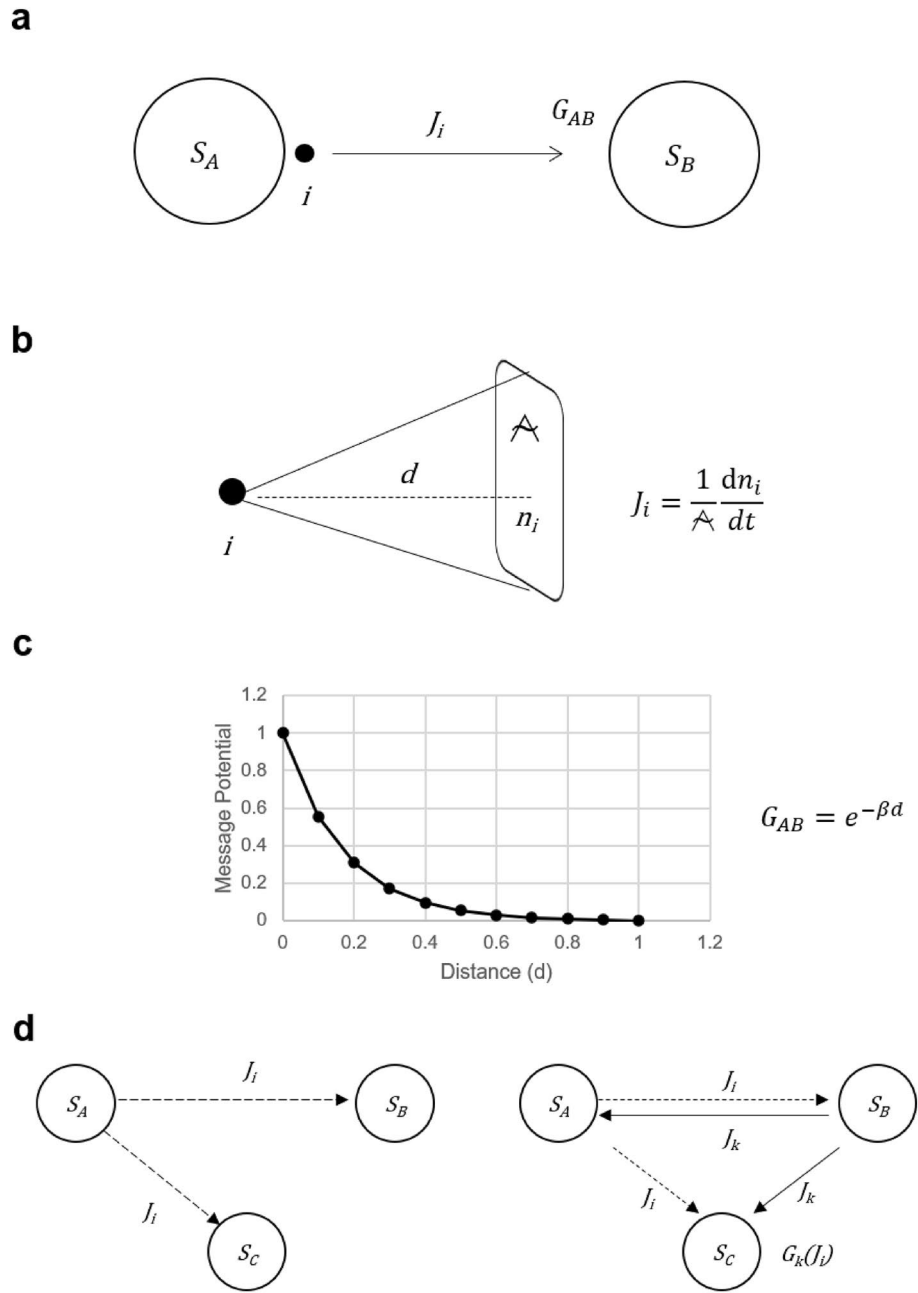 a
S_A
i
J_i
G_AB
S_B
b
i
d
A
n_i
J_i = 1/A dn_i/dt
c
Message Potential
1.2
1
0.8
0.6
0.4
0.2
0
0 0.2 0.4 0.6 0.8 1 1.2
Distance (d)
G_AB = e^{-βd}
d
S_A
J_i
S_B
J_i
S_C
S_A
J_i
S_B
J_k
J_i
J_k
S_C
G_k(J_i)